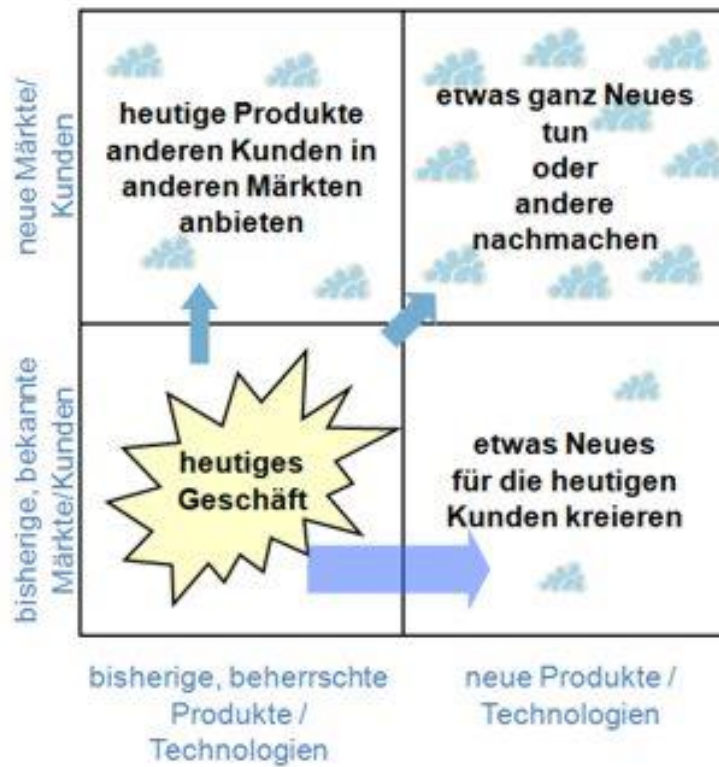 neue Märkte/
Kunden
heutige Produkte
anderen Kunden in
anderen Märkten
anbieten
etwas ganz Neues
tun
oder
andere
nachmachen
bisherige, bekannte
Märkte/Kunden
heutiges
Geschäft
etwas Neues
für die heutigen
Kunden kreieren
bisherige, beherrschte
Produkte /
Technologien
neue Produkte /
Technologien